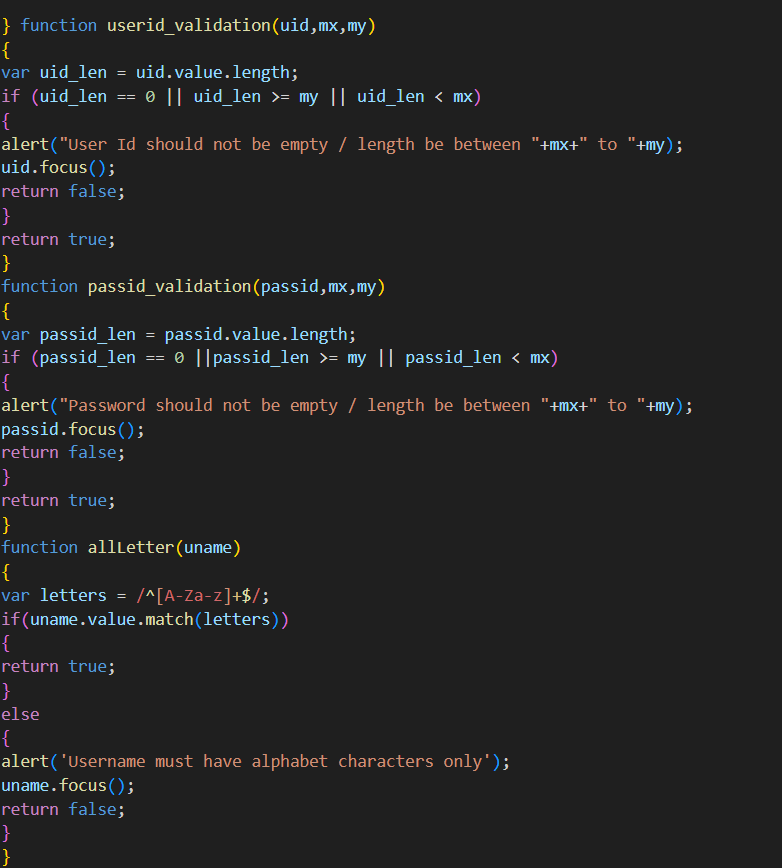 } function userid_validation(uid,mx,my)
{
var uid_len = uid.value.length;
if (uid_len == 0 || uid_len >= my || uid_len < mx)
{
alert("User Id should not be empty / length be between "+mx+" to "+my);
uid.focus();
return false;
}
return true;
}
function passid_validation(passid,mx,my)
{
var passid_len = passid.value.length;
if (passid_len == 0 ||passid_len >= my || passid_len < mx)
{
alert("Password should not be empty / length be between "+mx+" to "+my);
passid.focus();
return false;
}
return true;
}
function allLetter(uname)
{
var letters = /^[A-Za-z]+$/;
if(uname.value.match(letters))
{
return true;
}
else
{
alert('Username must have alphabet characters only');
uname.focus();
return false;
}
}